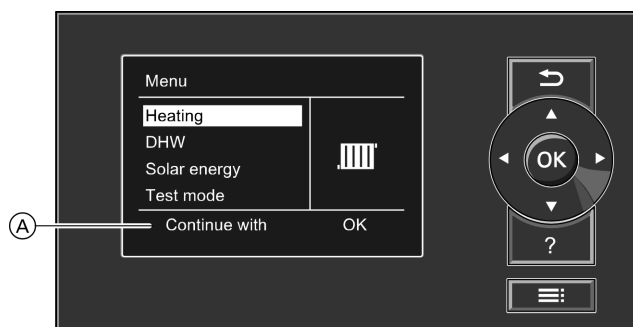 Menu
Heating
DHW
Solar energy
Test mode
Continue with OK
A
OK
?